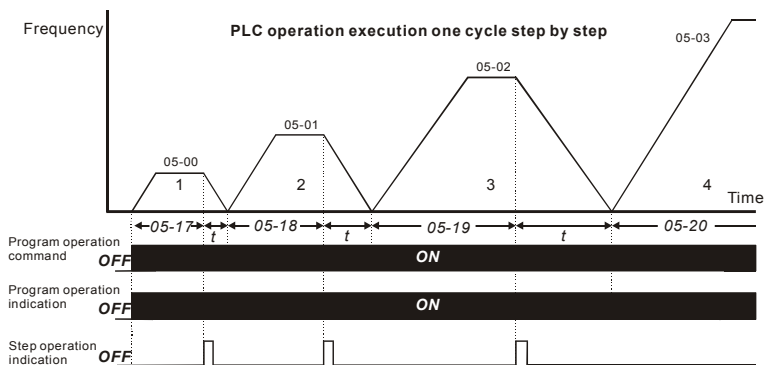 Frequency
PLC operation execution one cycle step by step
05-03
05-02
05-01
05-00
1
2
3
4
Time
05-17
t
05-18
t
05-19
t
05-20
Program operation
command
OFF
ON
Program operation
indication
OFF
ON
Step operation
indication
OFF